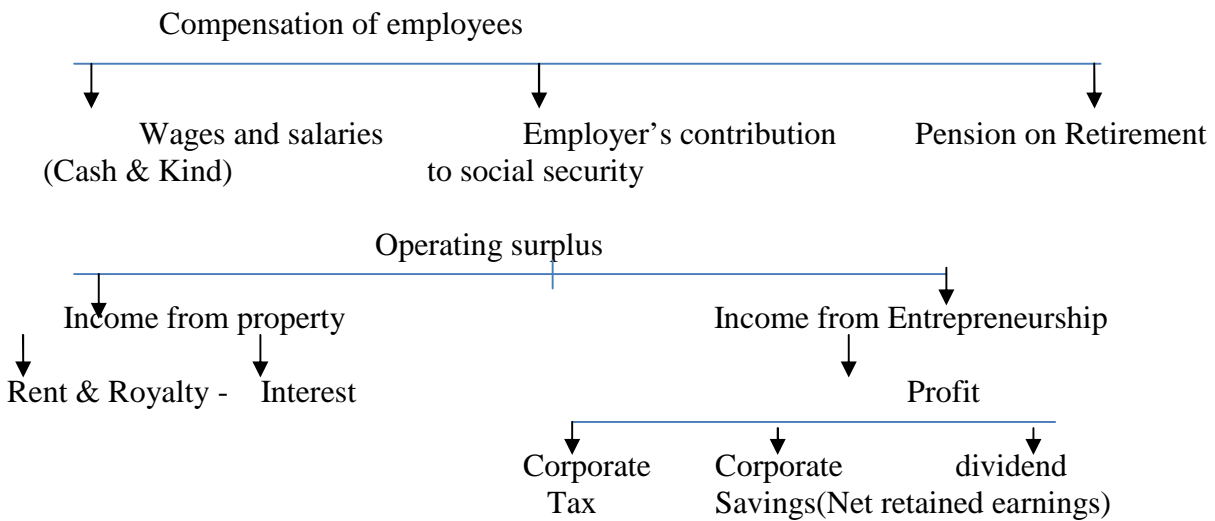 Compensation of employees
Wages and salaries Employer’s contribution Pension on Retirement
(Cash & Kind) to social security
Operating surplus
Income from property Income from Entrepreneurship
Rent & Royalty - Interest Profit
Corporate Corporate dividend
Tax Savings(Net retained earnings)